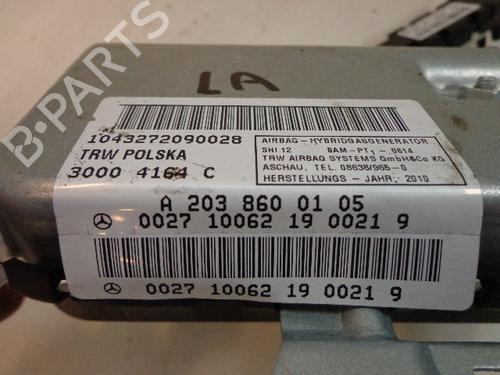 B-PARTS
LA
1043272090028
TRW POLSKA
3000 4164 C
AIRBAG - HYBRIDGASGENERATOR
SHI 12 BAM-PT1-0614
TRW AIRBAG SYSTEMS GmbH&Co KG
ASCHAU, TEL. 08638/965-0
HERSTELLUNGS - JAHR, 2010
A 203 860 01 05
0027 10062 19 0021 9
0027 10062 19 0021 9